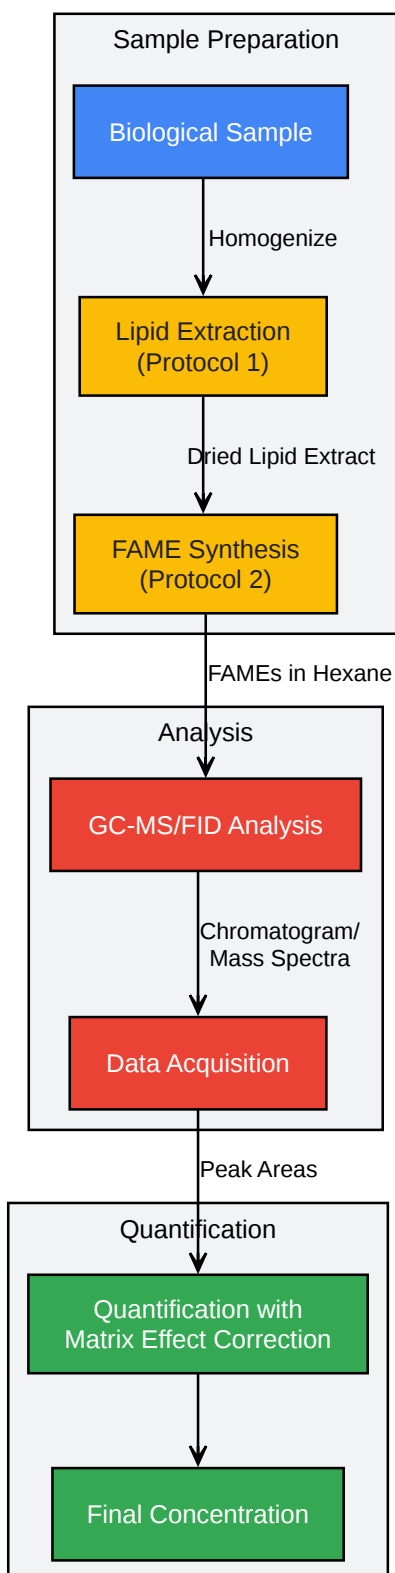 Sample Preparation
Biological Sample
Homogenize
Lipid Extraction
(Protocol 1)
Dried Lipid Extract
FAME Synthesis
(Protocol 2)
FAMEs in Hexane
Analysis
GC-MS/FID Analysis
Chromatogram/
Mass Spectra
Data Acquisition
Peak Areas
Quantification
Quantification with
Matrix Effect Correction
Final Concentration